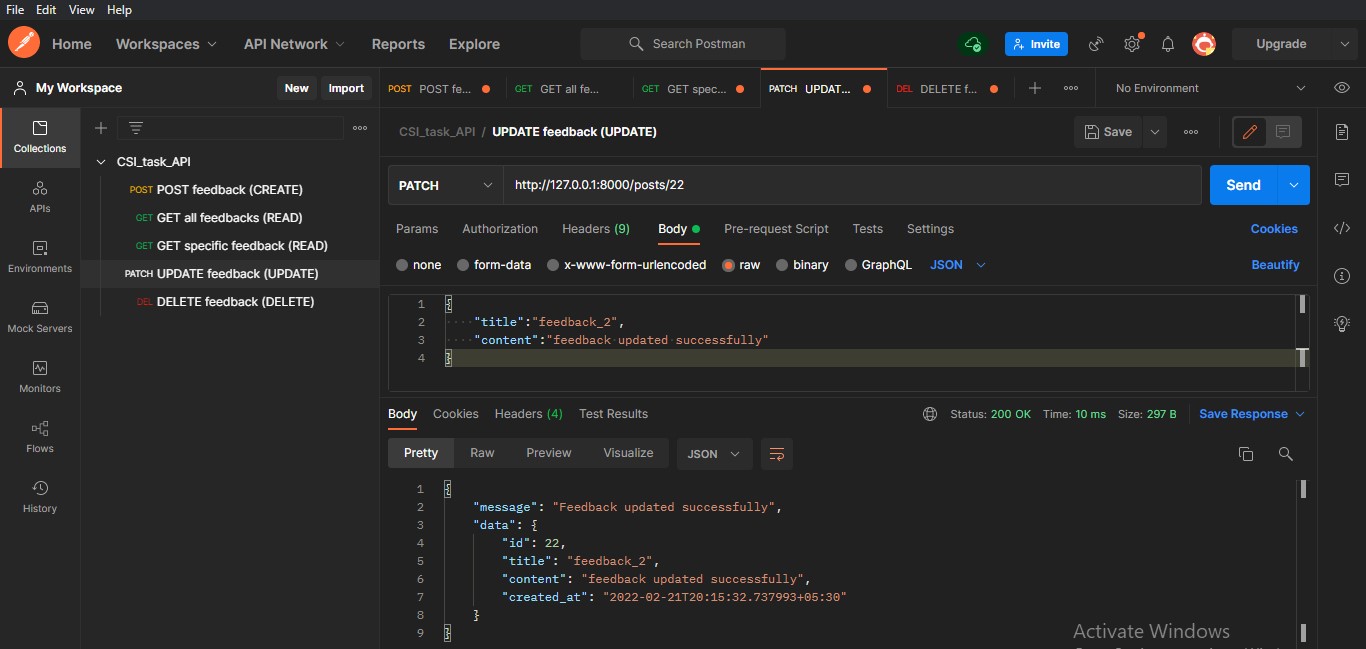 File Edit View Help
Home Workspaces API Network Reports Explore Search Postman Invite Upgrade
My Workspace New Import POST POST fe... GET GET all fe... GET GET spec... PATCH UPDAT... DEL DELETE f... No Environment
CSI_task_API / UPDATE feedback (UPDATE) Save
Collections
APIs
Environments
Mock Servers
Monitors
Flows
History
CSI_task_API
POST POST feedback (CREATE)
GET GET all feedbacks (READ)
GET GET specific feedback (READ)
PATCH UPDATE feedback (UPDATE)
DEL DELETE feedback (DELETE)
PATCH http://127.0.0.1:8000/posts/22 Send
Params Authorization Headers (9) Body Pre-request Script Tests Settings Cookies
none form-data x-www-form-urlencoded raw binary GraphQL JSON Beautify
1 {
2 "title":"feedback_2",
3 "content":"feedback updated successfully"
4 }
Body Cookies Headers (4) Test Results Status: 200 OK Time: 10 ms Size: 297 B Save Response
Pretty Raw Preview Visualize JSON
1 {
2 "message": "Feedback updated successfully",
3 "data": {
4 "id": 22,
5 "title": "feedback_2",
6 "content": "feedback updated successfully",
7 "created_at": "2022-02-21T20:15:32.737993+05:30"
8 }
9 }
Activate Windows